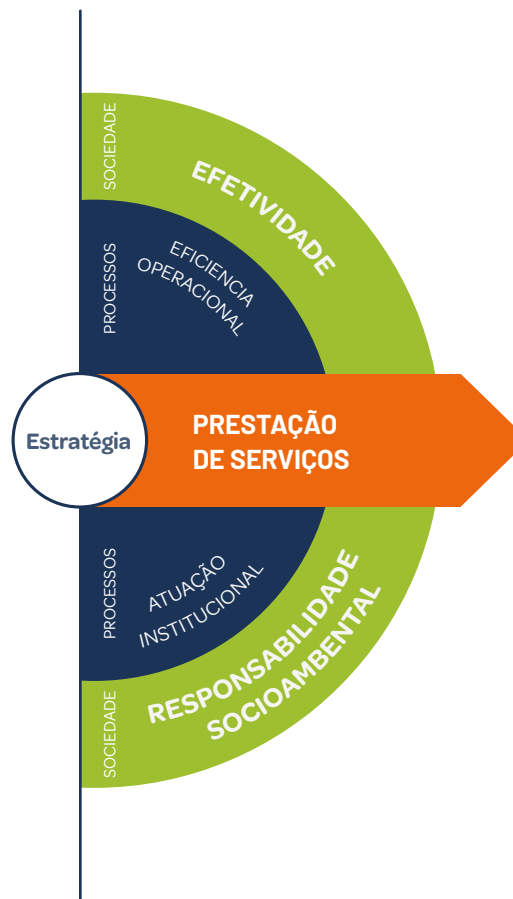 SOCIEDADE
EFETIVIDADE
PROCESSOS
EFICIENCIA
OPERACIONAL
Estratégia
PRESTAÇÃO
DE SERVIÇOS
PROCESSOS
ATUAÇÃO
INSTITUCIONAL
SOCIEDADE
RESPONSABILIDADE
SOCIOAMBENTAL